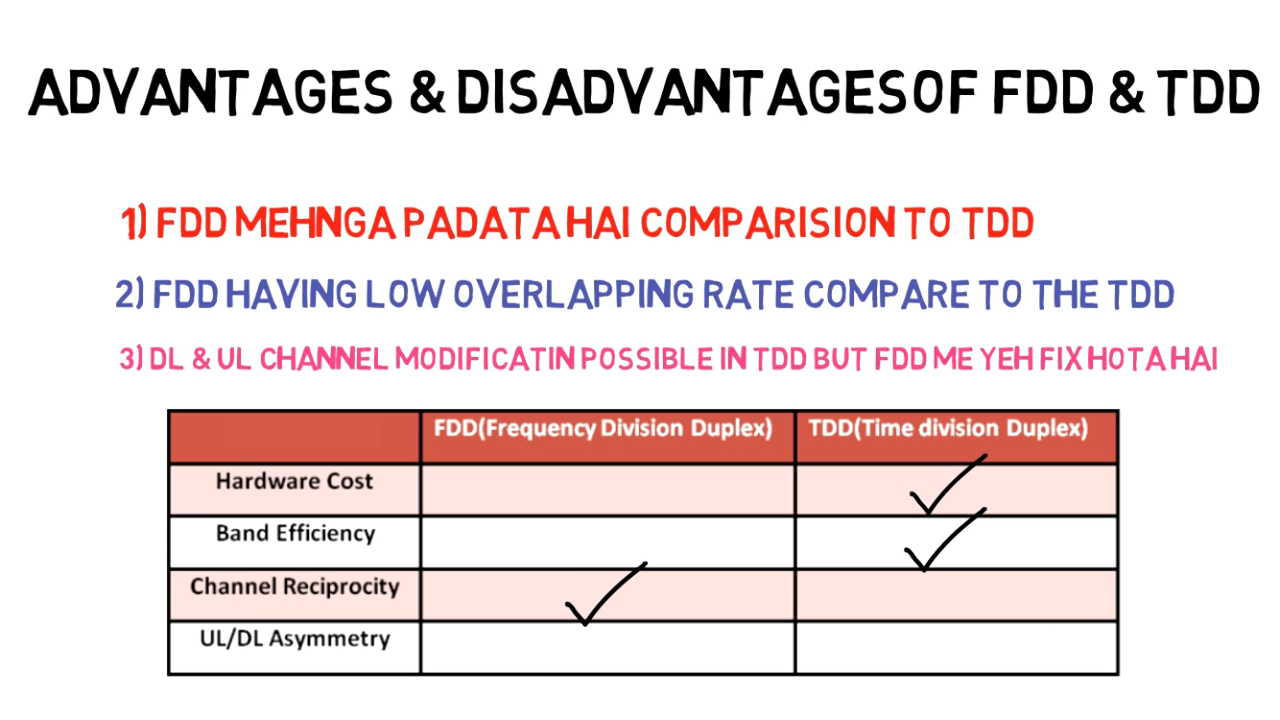 ADVANTAGES & DISADVANTAGESOF FDD & TDD
1) FDD MEHNGA PADATA HAI COMPARISION TO TDD
2) FDD HAVING LOW OVERLAPPING RATE COMPARE TO THE TDD
3) DL & UL CHANNEL MODIFICATIN POSSIBLE IN TDD BUT FDD ME YEH FIX HOTA HAI
FDD(Frequency Division Duplex) TDD(Time division Duplex)
Hardware Cost
Band Efficiency
Channel Reciprocity
UL/DL Asymmetry